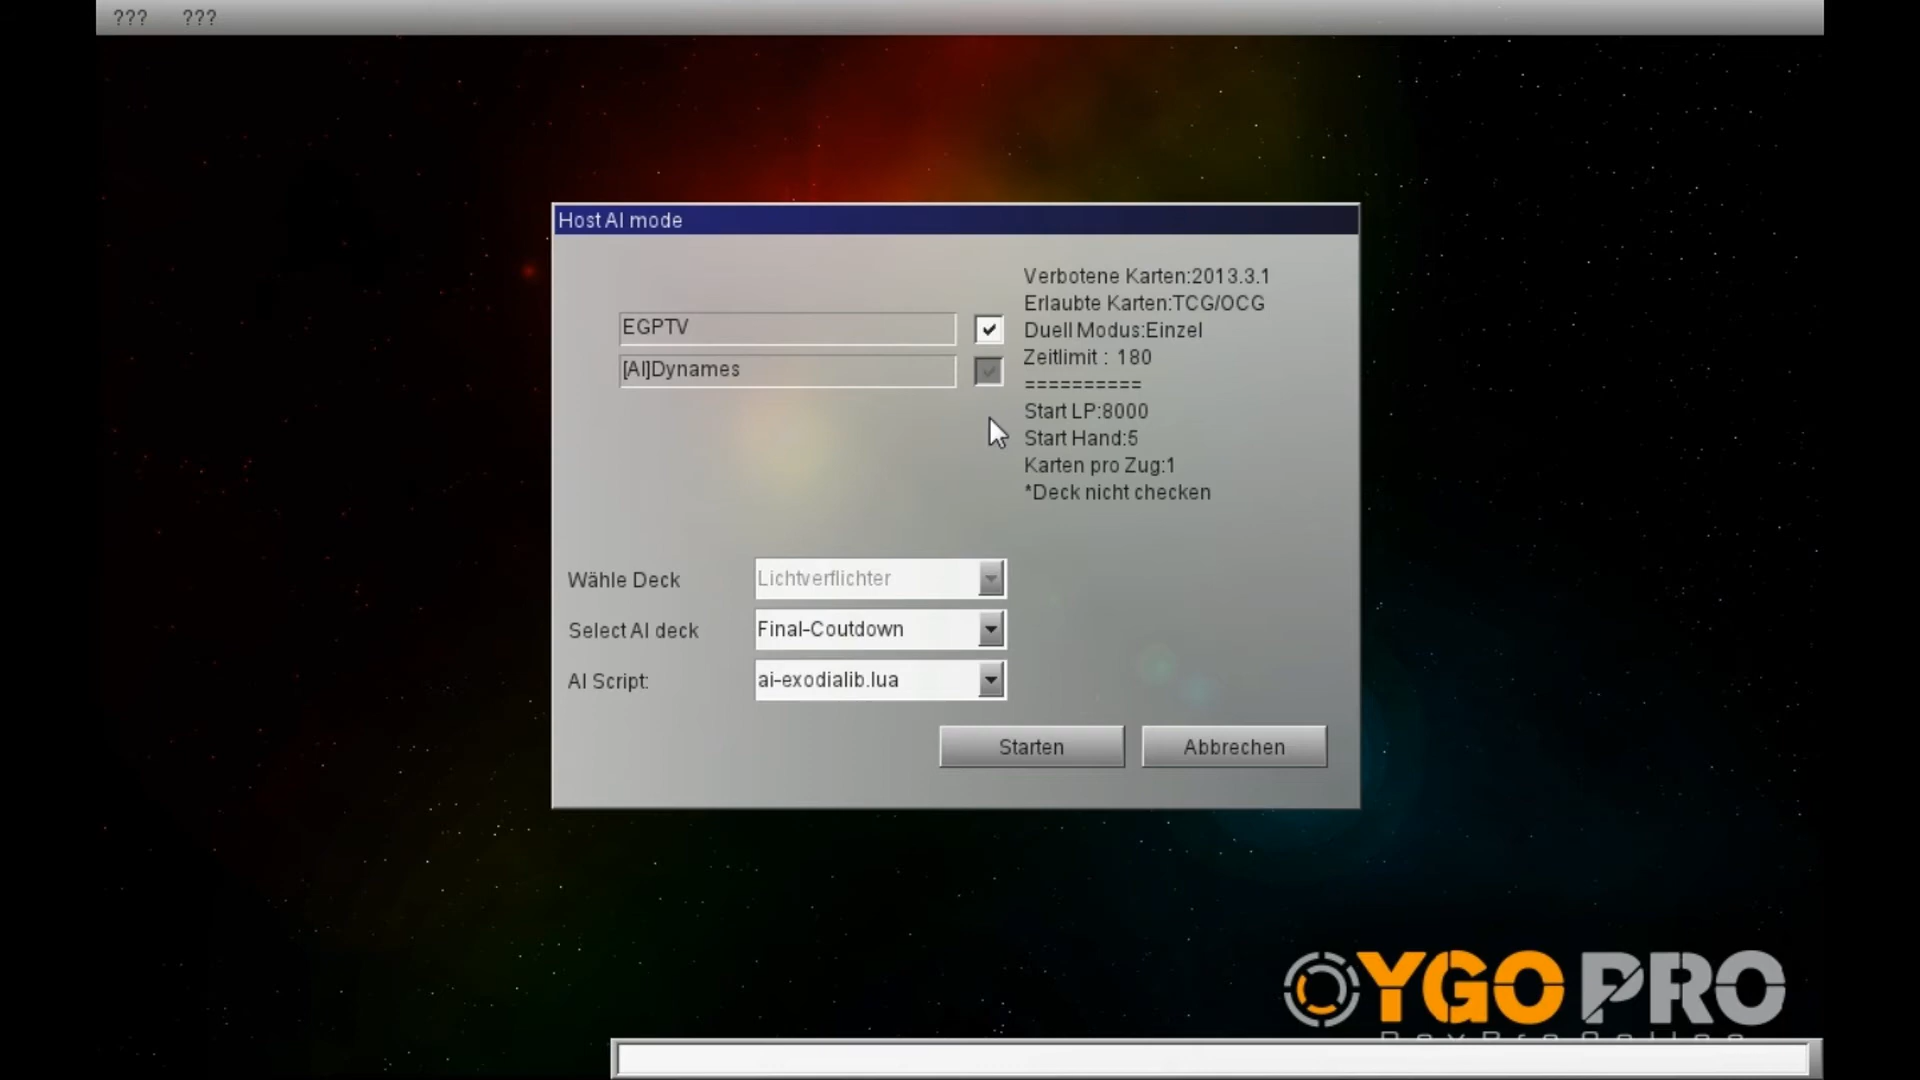 ??? ???
Host AI mode
EGPTV
[AI]Dynames
Verbotene Karten:2013.3.1
Erlaubte Karten:TCG/OCG
Duell Modus:Einzel
Zeitlimit : 180
==========
Start LP:8000
Start Hand:5
Karten pro Zug:1
*Deck nicht checken
Wähle Deck
Lichtverflichter
Select AI deck
Final-Coutdown
AI Script:
ai-exodialib.lua
Starten
Abbrechen
YGO PRO